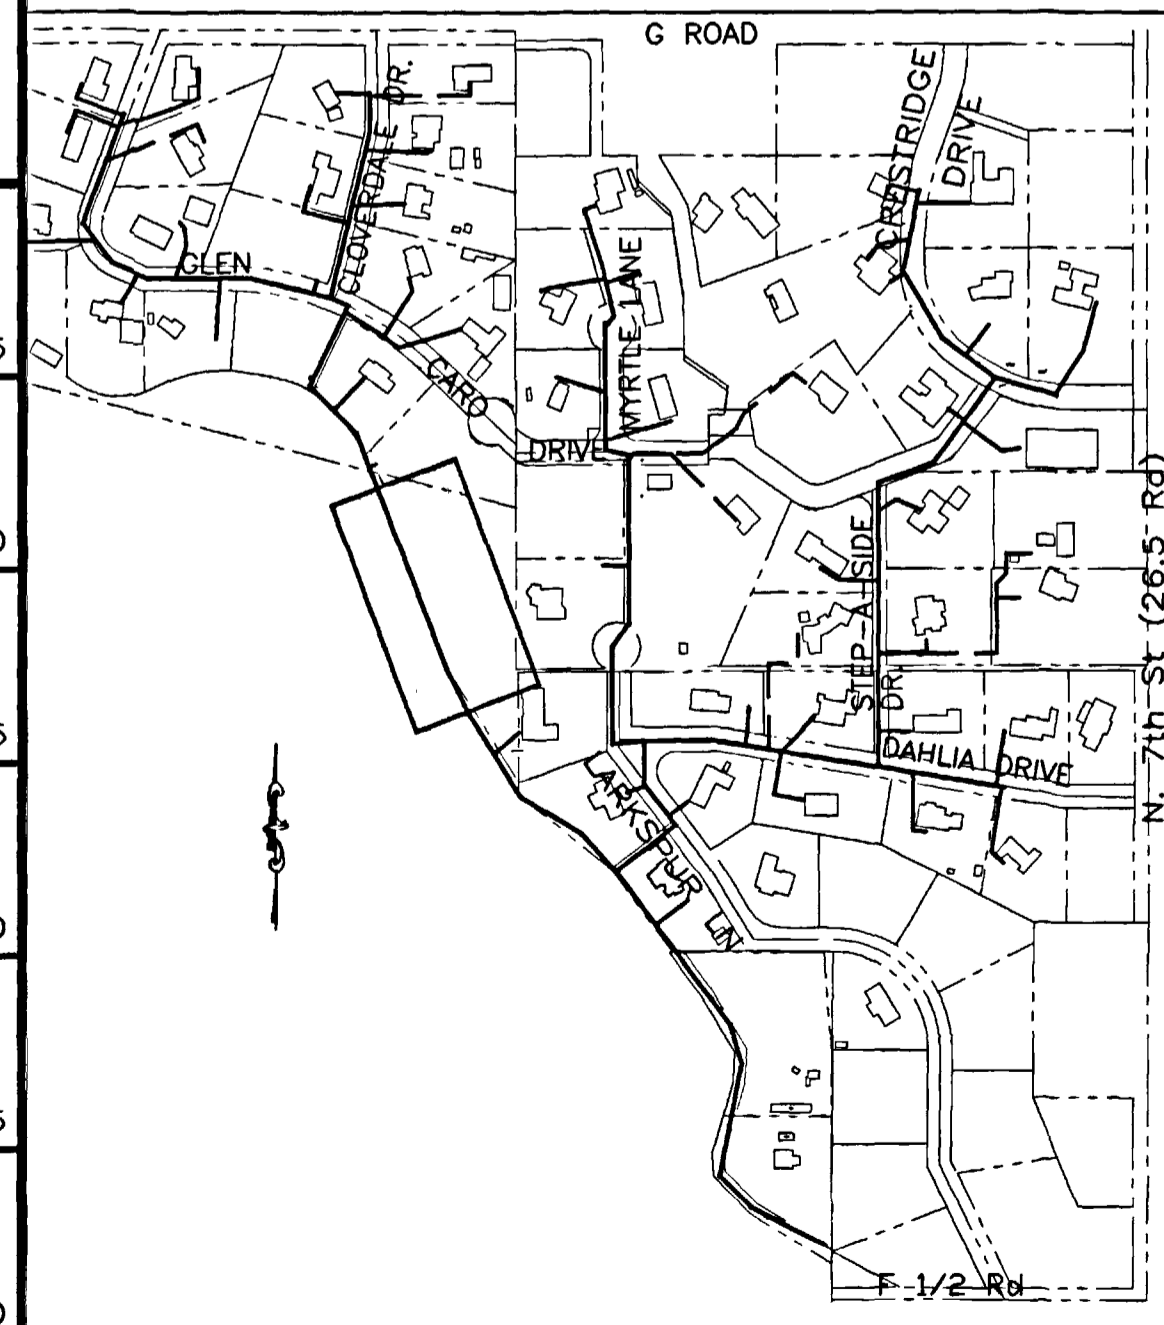 G ROAD
CRESTRIDGE
DRIVE
CLOVERDALE DR.
GLEN
CARO
DRIVE
MYRTLE LANE
STEP-A-SIDE
DR.
DAHLIA DRIVE
LARKSPUR LN
N. 7th St (26.5 Rd)
F 1/2 Rd